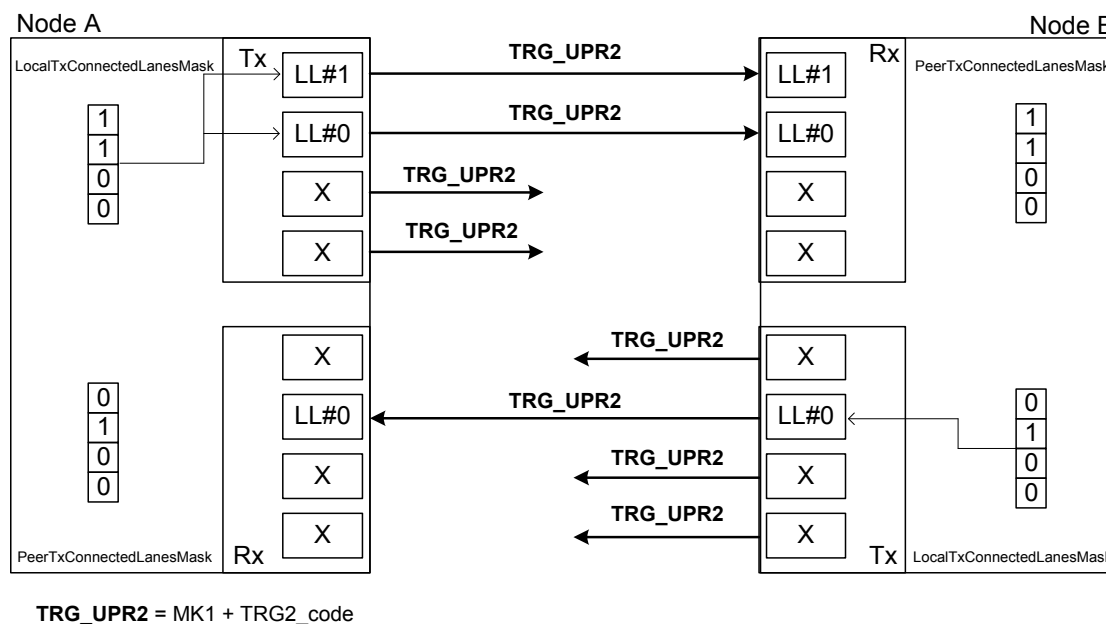 Node A
Node B
LocalTxConnectedLanesMask
Tx
LL#1
TRG_UPR2
LL#1
Rx
PeerTxConnectedLanesMask
1
1
0
0
LL#0
TRG_UPR2
LL#0
1
1
0
0
X
TRG_UPR2
X
X
TRG_UPR2
X
X
TRG_UPR2
X
0
1
0
0
LL#0
TRG_UPR2
LL#0
0
1
0
0
X
TRG_UPR2
X
X
TRG_UPR2
X
PeerTxConnectedLanesMask
Rx
Tx
LocalTxConnectedLanesMask
TRG_UPR2 = MK1 + TRG2_code